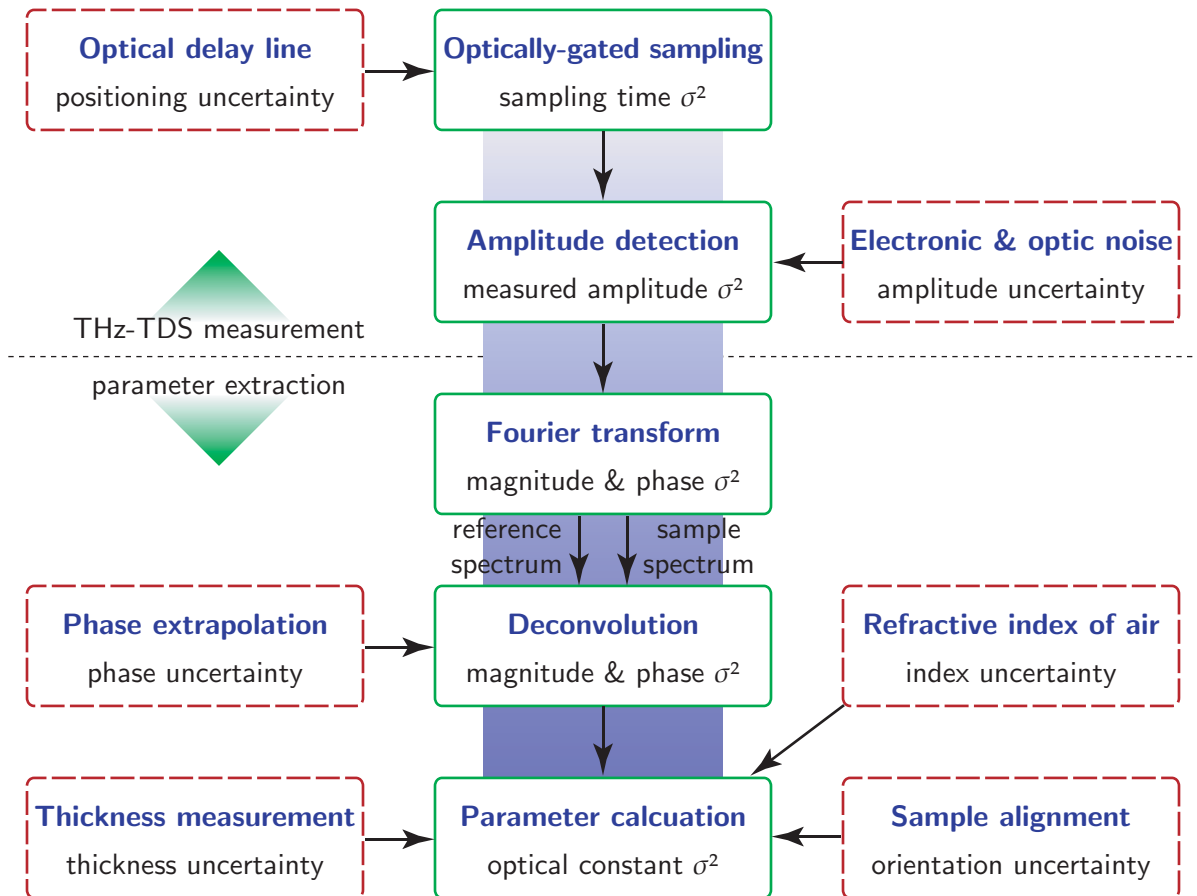 Optical delay line
positioning uncertainty
Optically-gated sampling
sampling time σ²
Amplitude detection
measured amplitude σ²
Electronic & optic noise
amplitude uncertainty
THz-TDS measurement
parameter extraction
Fourier transform
magnitude & phase σ²
reference
spectrum
sample
spectrum
Phase extrapolation
phase uncertainty
Deconvolution
magnitude & phase σ²
Refractive index of air
index uncertainty
Thickness measurement
thickness uncertainty
Parameter calcuation
optical constant σ²
Sample alignment
orientation uncertainty